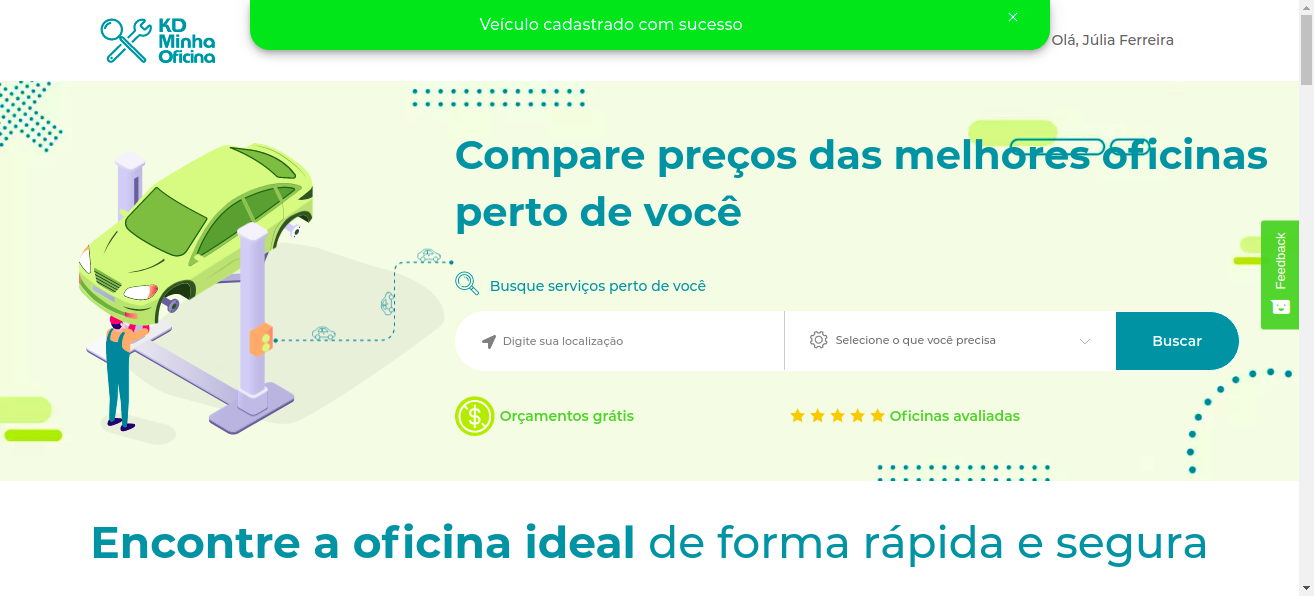 KD
Minha
Oficina
Veículo cadastrado com sucesso
Olá, Júlia Ferreira
Compare preços das melhores oficinas
perto de você
Busque serviços perto de você
Digite sua localização
Selecione o que você precisa
Buscar
Orçamentos grátis
Oficinas avaliadas
Feedback
Encontre a oficina ideal de forma rápida e segura